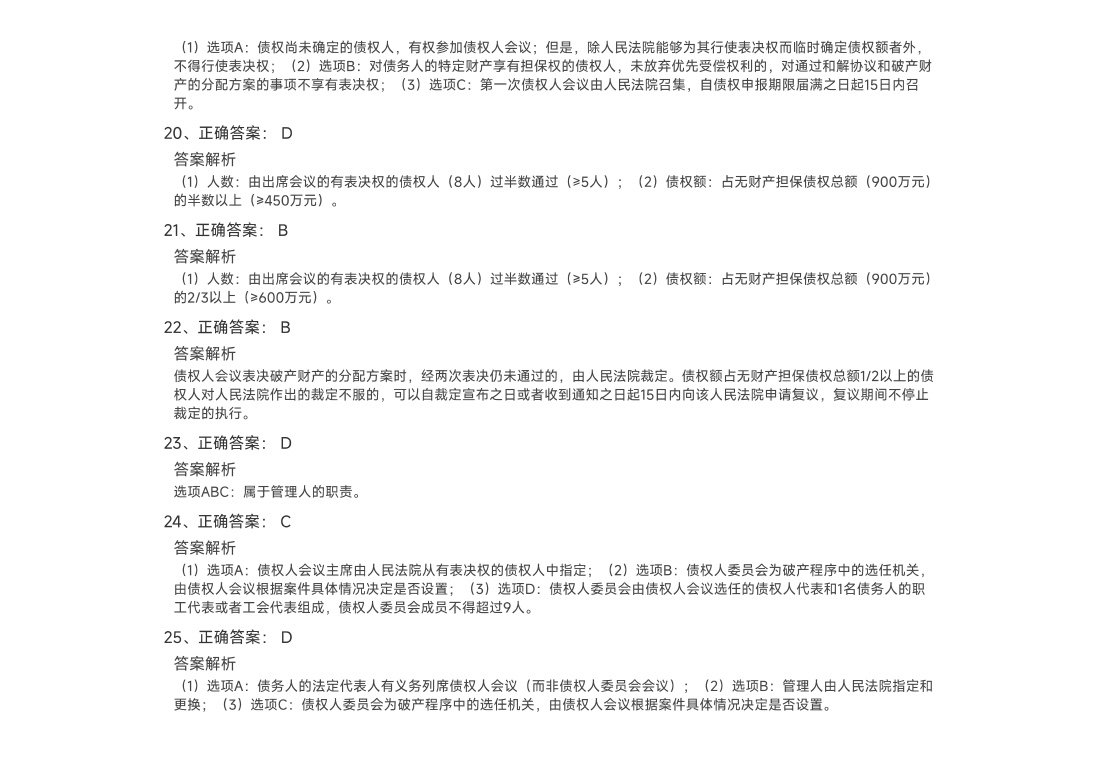 （1）选项A：债权尚未确定的债权人，有权参加债权人会议；但是，除人民法院能够为其行使表决权而临时确定债权额者外，
不得行使表决权；（2）选项B：对债务人的特定财产享有担保权的债权人，未放弃优先受偿权利的，对通过和解协议和破产财
产的分配方案的事项不享有表决权；（3）选项C：第一次债权人会议由人民法院召集，自债权申报期限届满之日起15日内召
开。
20、正确答案： D
答案解析
（1）人数：由出席会议的有表决权的债权人（8人）过半数通过（≥5人）；（2）债权额：占无财产担保债权总额（900万元）
的半数以上（≥450万元）。
21、正确答案： B
答案解析
（1）人数：由出席会议的有表决权的债权人（8人）过半数通过（≥5人）；（2）债权额：占无财产担保债权总额（900万元）
的2/3以上（≥600万元）。
22、正确答案： B
答案解析
债权人会议表决破产财产的分配方案时，经两次表决仍未通过的，由人民法院裁定。债权额占无财产担保债权总额1/2以上的债
权人对人民法院作出的裁定不服的，可以自裁定宣布之日或者收到通知之日起15日内向该人民法院申请复议，复议期间不停止
裁定的执行。
23、正确答案： D
答案解析
选项ABC：属于管理人的职责。
24、正确答案： C
答案解析
（1）选项A：债权人会议主席由人民法院从有表决权的债权人中指定；（2）选项B：债权人委员会为破产程序中的选任机关，
由债权人会议根据案件具体情况决定是否设置；（3）选项D：债权人委员会由债权人会议选任的债权人代表和1名债务人的职
工代表或者工会代表组成，债权人委员会成员不得超过9人。
25、正确答案： D
答案解析
（1）选项A：债务人的法定代表人有义务列席债权人会议（而非债权人委员会会议）；（2）选项B：管理人由人民法院指定和
更换；（3）选项C：债权人委员会为破产程序中的选任机关，由债权人会议根据案件具体情况决定是否设置。